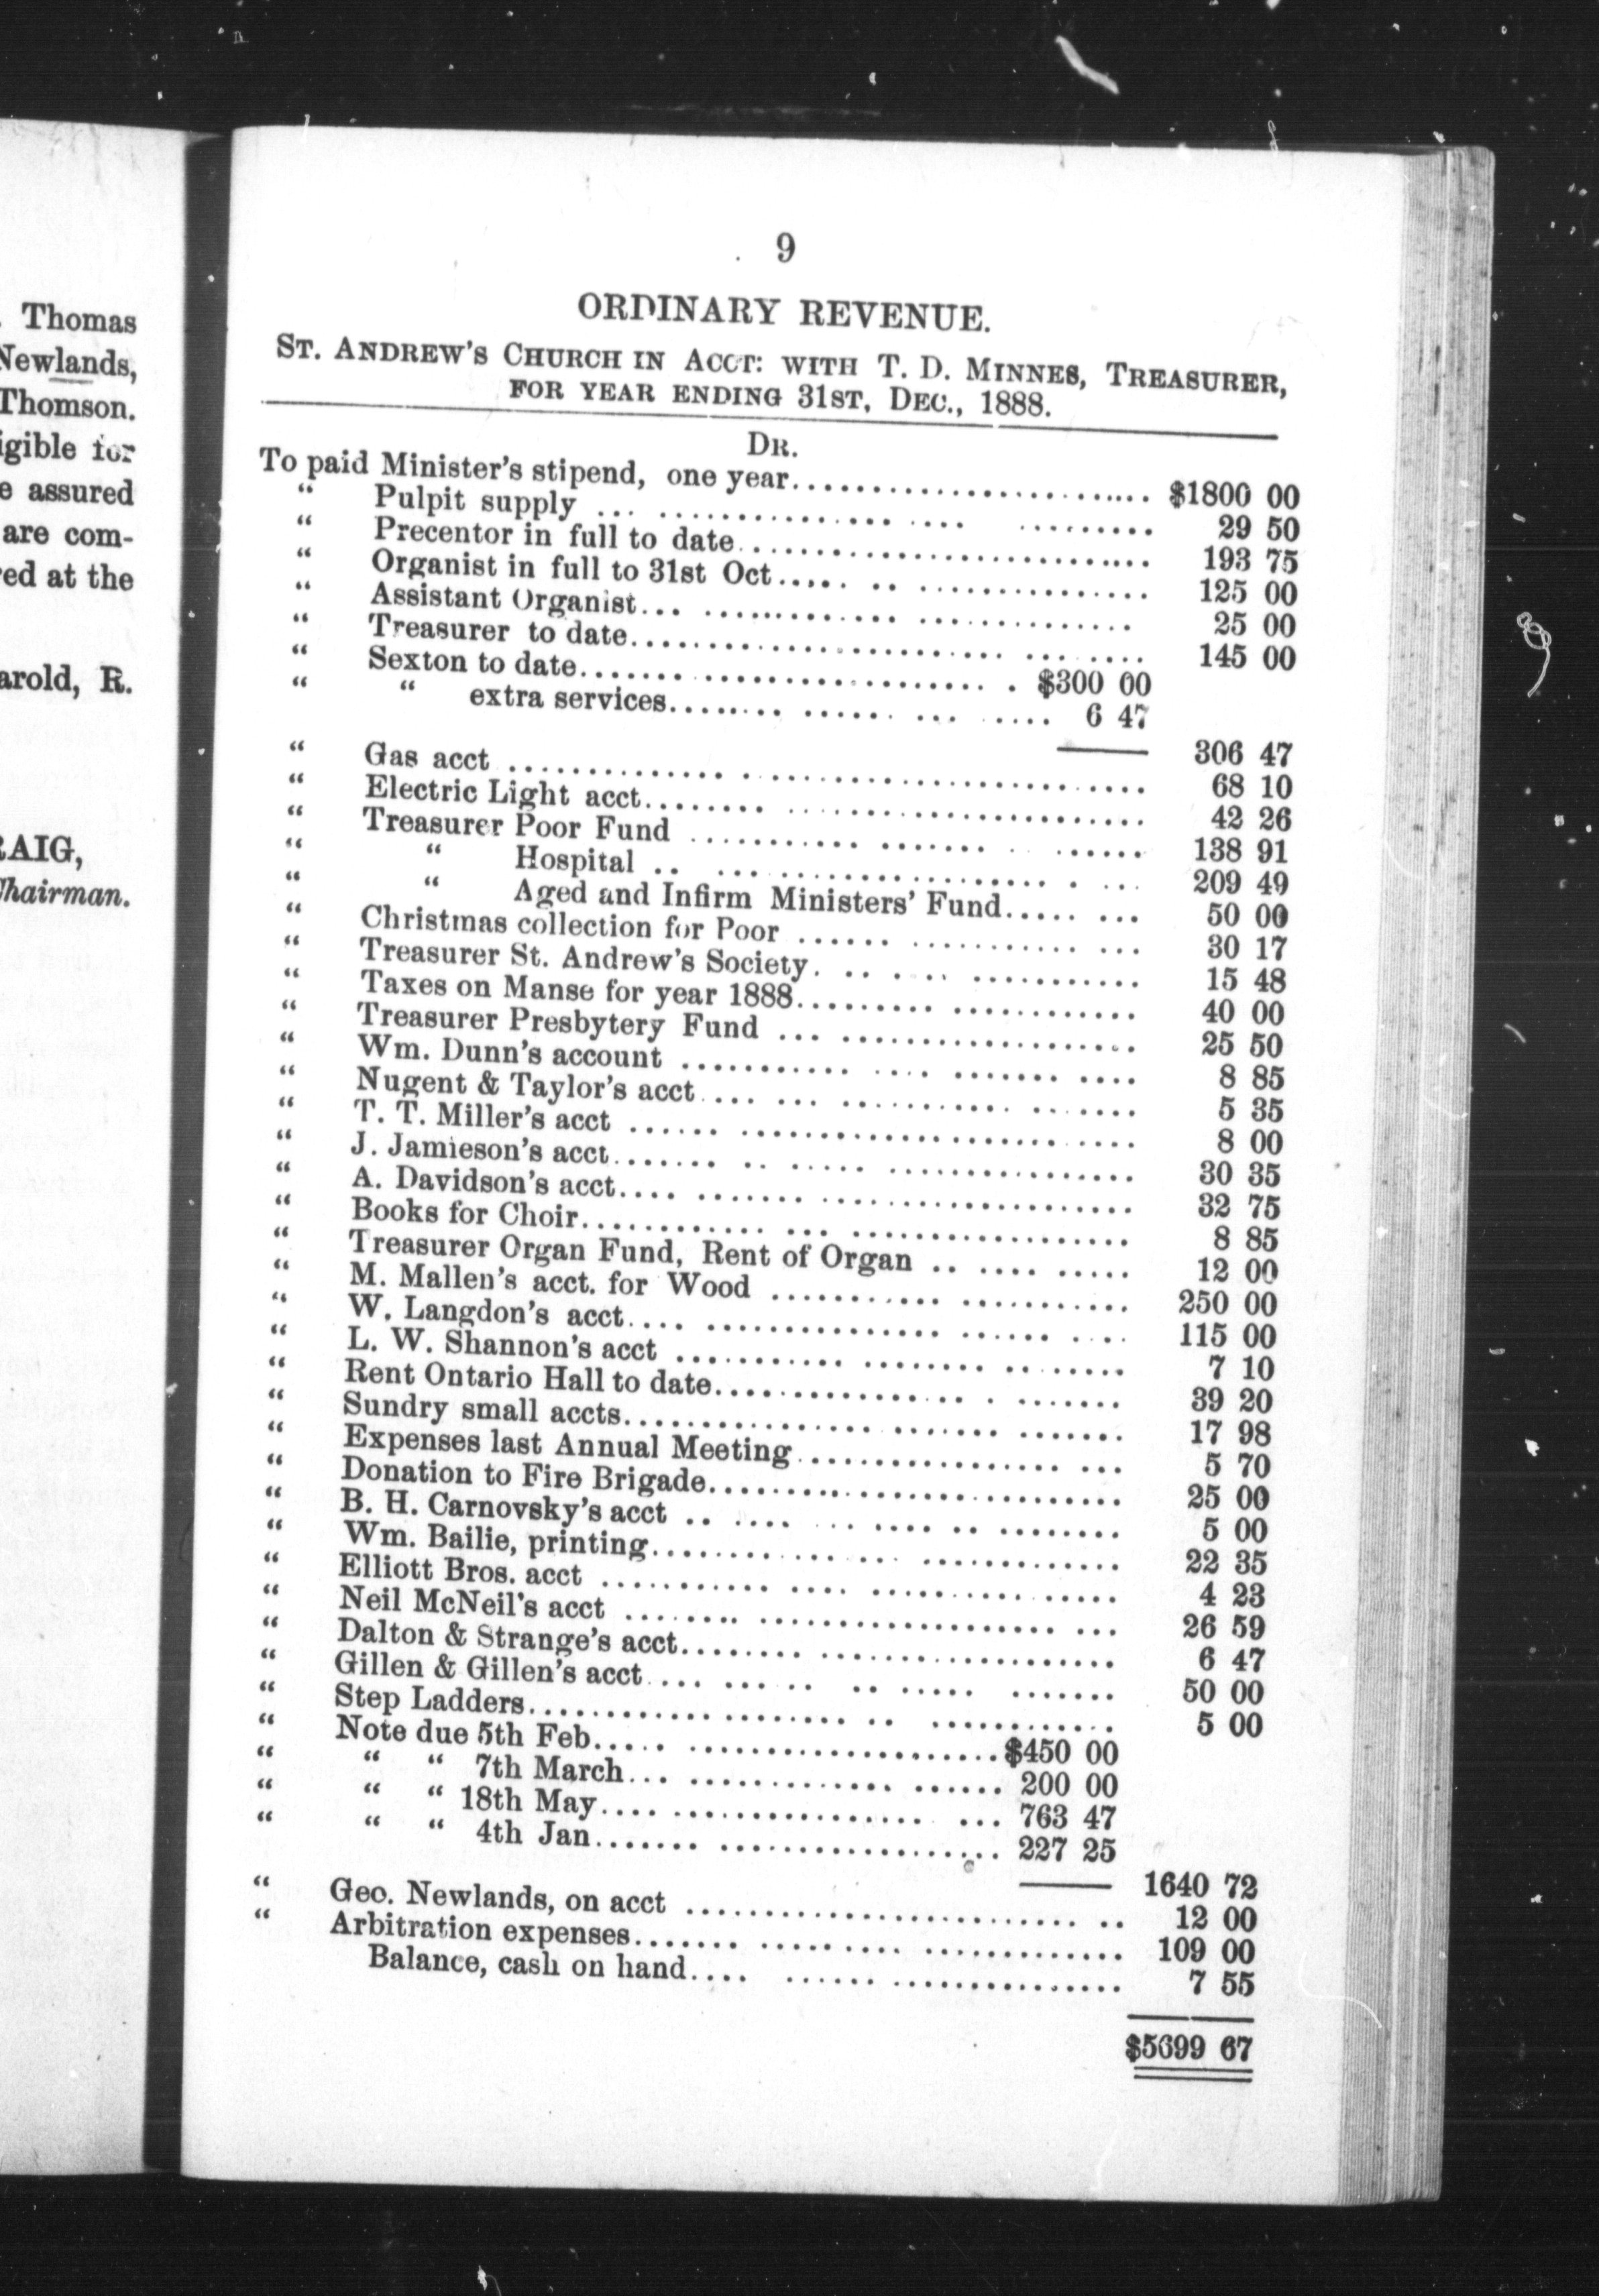 Thomas
Newlands,
Thomson.
igible for
e assured
are com-
red at the
arold, R.
RAIG,
Chairman.
9
ORDINARY REVENUE.
ST. ANDREW'S CHURCH IN ACCT: WITH T. D. MINNES, TREASURER,
FOR YEAR ENDING 31ST, DEC., 1888.
DR.
To paid Minister's stipend, one year $1800 00
" Pulpit supply 29 50
" Precentor in full to date 193 75
" Organist in full to 31st Oct 125 00
" Assistant Organist 25 00
" Treasurer to date 145 00
" Sexton to date $300 00
" " extra services 6 47
306 47
" Gas acct 68 10
" Electric Light acct 42 26
" Treasurer Poor Fund 138 91
" " Hospital 209 49
" " Aged and Infirm Ministers' Fund 50 00
" Christmas collection for Poor 30 17
" Treasurer St. Andrew's Society 15 48
" Taxes on Manse for year 1888 40 00
" Treasurer Presbytery Fund 25 50
" Wm. Dunn's account 8 85
" Nugent & Taylor's acct 5 35
" T. T. Miller's acct 8 00
" J. Jamieson's acct 30 35
" A. Davidson's acct 32 75
" Books for Choir 8 85
" Treasurer Organ Fund, Rent of Organ 12 00
" M. Mallen's acct. for Wood 250 00
" W. Langdon's acct 115 00
" L. W. Shannon's acct 7 10
" Rent Ontario Hall to date 39 20
" Sundry small accts 17 98
" Expenses last Annual Meeting 5 70
" Donation to Fire Brigade 25 00
" B. H. Carnovsky's acct 5 00
" Wm. Bailie, printing 22 35
" Elliott Bros. acct 4 23
" Neil McNeil's acct 26 59
" Dalton & Strange's acct 6 47
" Gillen & Gillen's acct 50 00
" Step Ladders 5 00
" Note due 5th Feb $450 00
" " " 7th March 200 00
" " " 18th May 763 47
" " " 4th Jan 227 25
1640 72
" Geo. Newlands, on acct 12 00
" Arbitration expenses 109 00
Balance, cash on hand 7 55
$5699 67